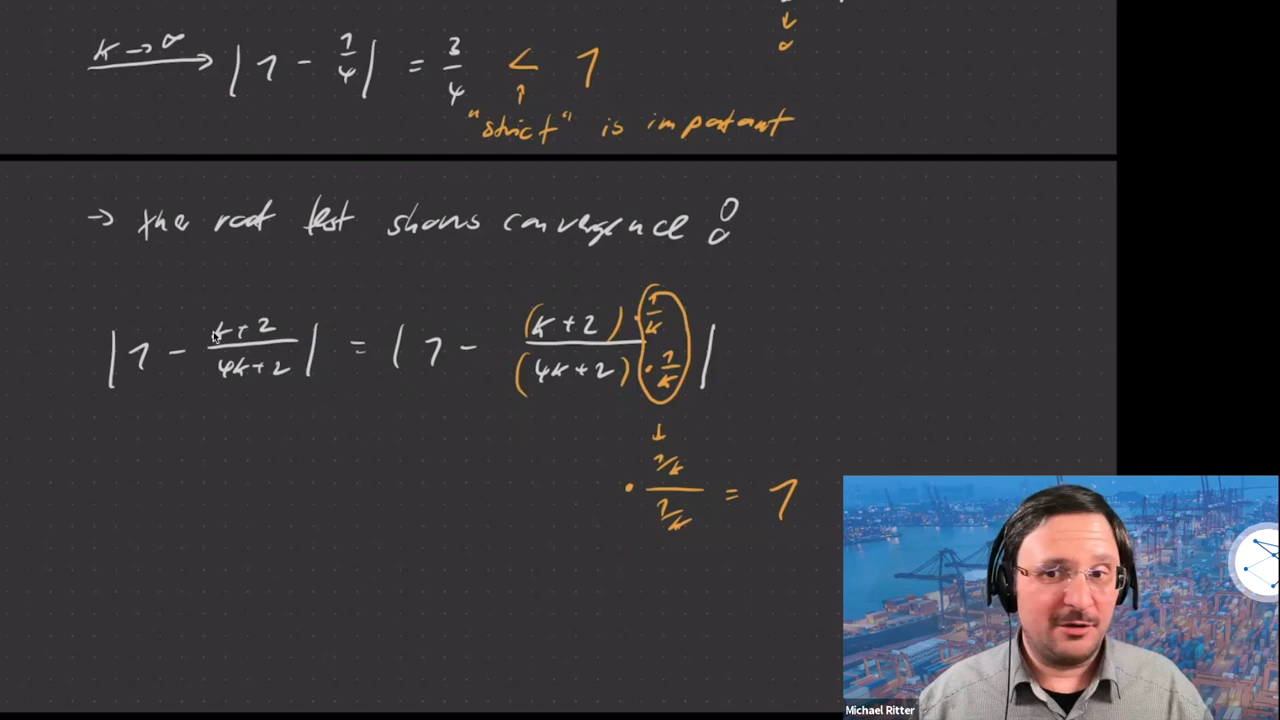 k→∞ |1 - 1/4| = 3/4 < 1
↑
"strict" is important
→ the root test shows convergence
|1 - k+2/4k+2| = |1 - (k+2)·1/k / (4k+2)·1/k|
↓
· 1/k / 1/k = 1
Michael Ritter